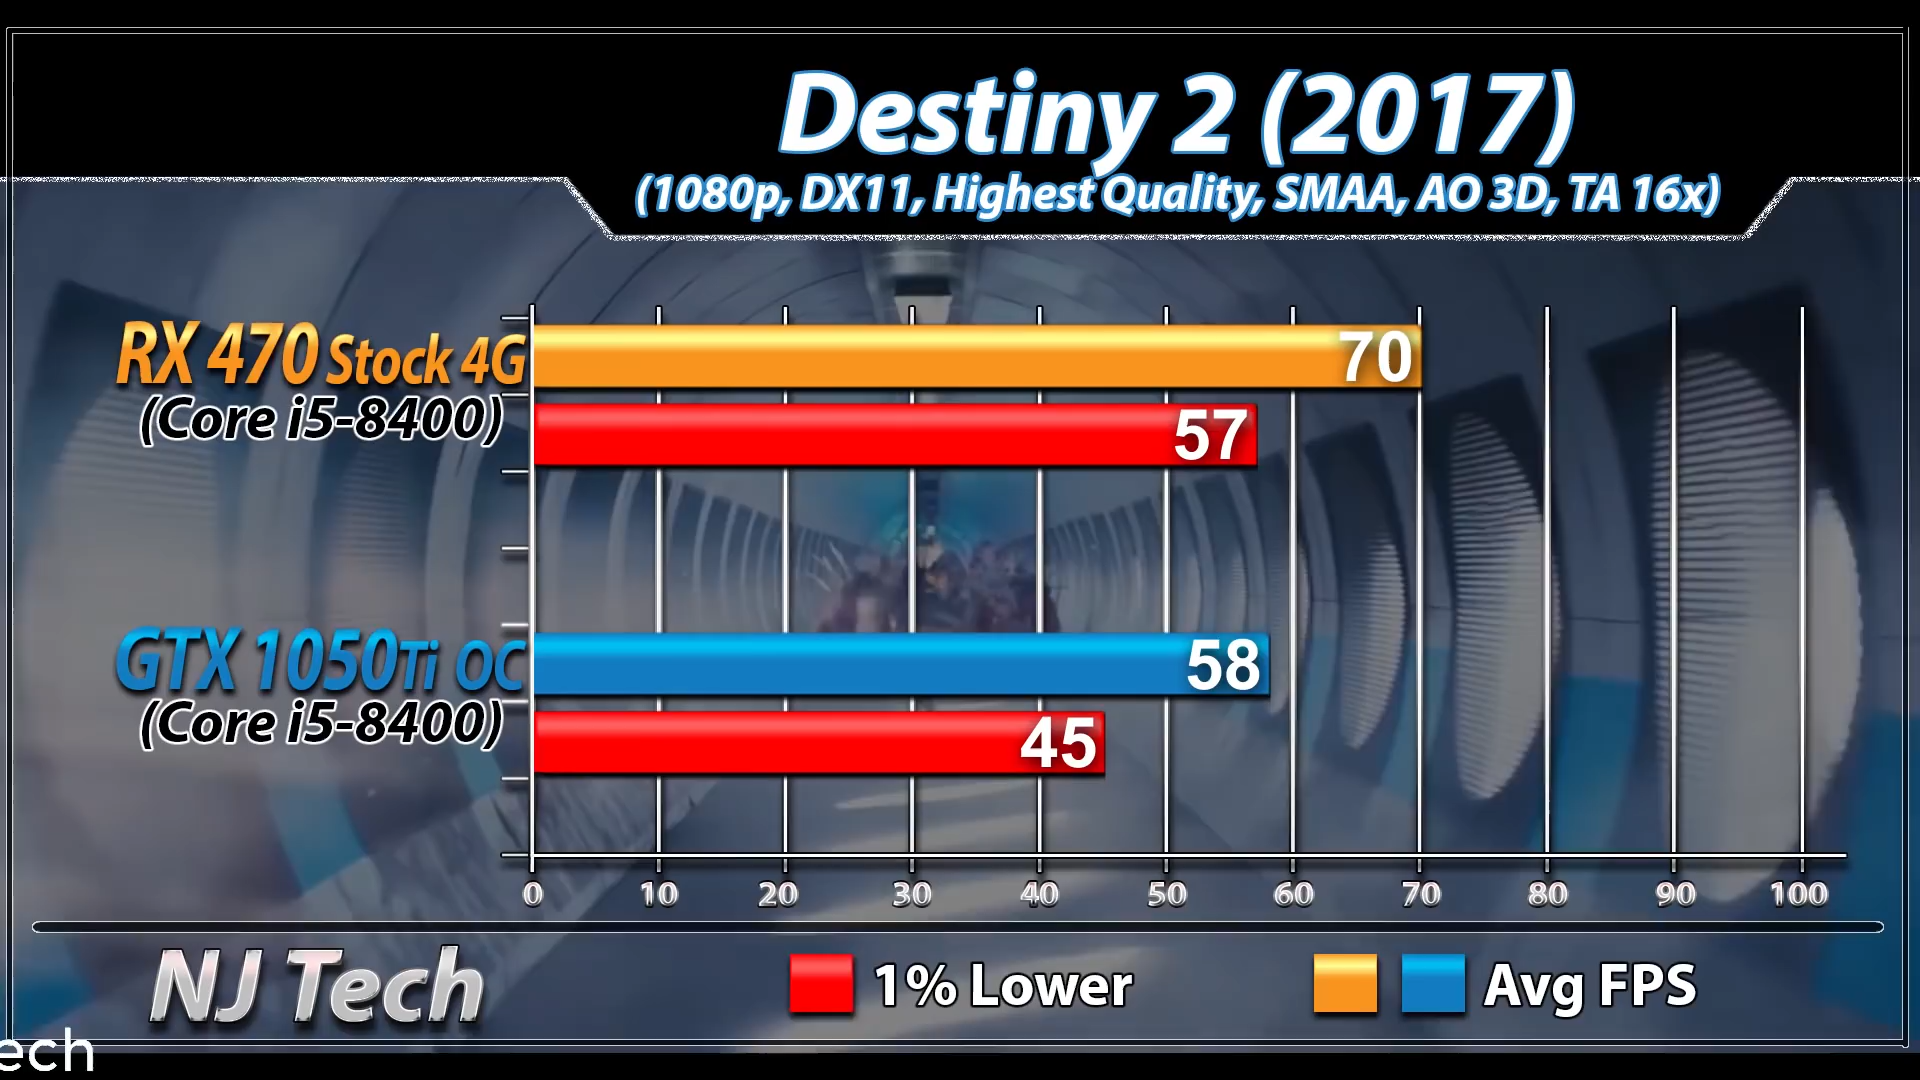 Destiny 2 (2017)
(1080p, DX11, Highest Quality, SMAA, AO 3D, TA 16x)
RX 470 Stock 4G
(Core i5-8400)
70
57
GTX 1050Ti OC
(Core i5-8400)
58
45
0 10 20 30 40 50 60 70 80 90 100
NJ Tech
1% Lower
Avg FPS
ech